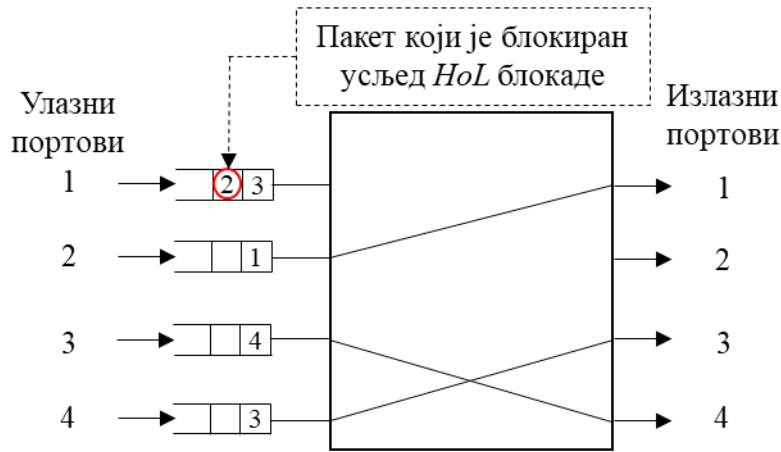 Пакет који је блокиран
усљед HoL блокаде
Улазни
портови
Излазни
портови
1 2 3 1
2 1 2
3 4 3
4 3 4